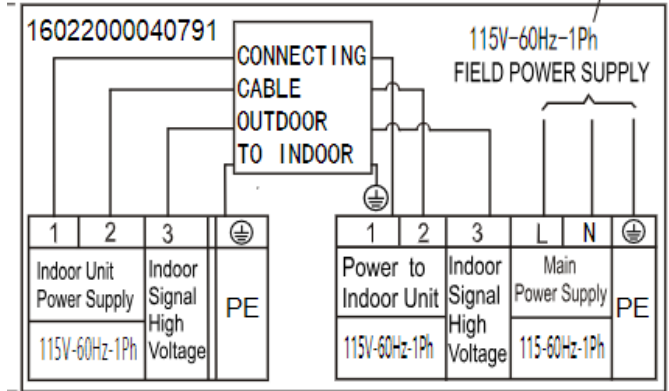 16022000040791
CONNECTING
CABLE
OUTDOOR
TO INDOOR
115V-60Hz-1Ph
FIELD POWER SUPPLY
1 2 3
Indoor Unit
Power Supply
115V-60Hz-1Ph
Indoor
Signal
High
Voltage
PE
1 2 3 L N
Power to
Indoor Unit
115V-60Hz-1Ph
Indoor
Signal
High
Voltage
Main
Power Supply
115-60Hz-1Ph
PE